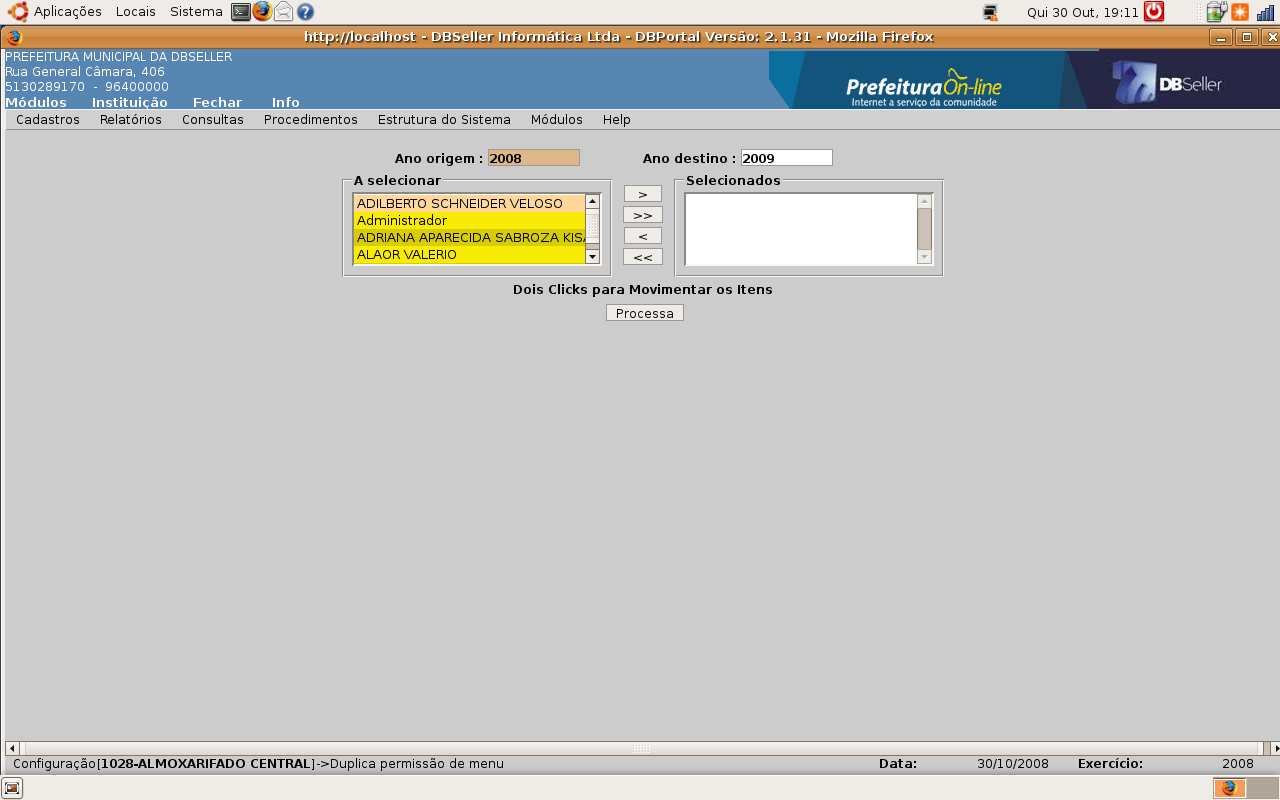 Aplicações Locais Sistema Qui 30 Out, 19:11
http://localhost - DBSeller Informática Ltda - DBPortal Versão: 2.1.31 - Mozilla Firefox
PREFEITURA MUNICIPAL DA DBSELLER
Rua General Câmara, 406
5130289170 - 96400000
Módulos Instituição Fechar Info
PrefeituraOn-line
Internet a serviço da comunidade
DBSeller
Cadastros Relatórios Consultas Procedimentos Estrutura do Sistema Módulos Help
Ano origem : 2008 Ano destino : 2009
A selecionar Selecionados
ADILBERTO SCHNEIDER VELOSO
Administrador
ADRIANA APARECIDA SABROZA KISA
ALAOR VALERIO
>
>>
<
<<
Dois Clicks para Movimentar os Itens
Processa
Configuração[1028-ALMOXARIFADO CENTRAL]->Duplica permissão de menu Data: 30/10/2008 Exercício: 2008